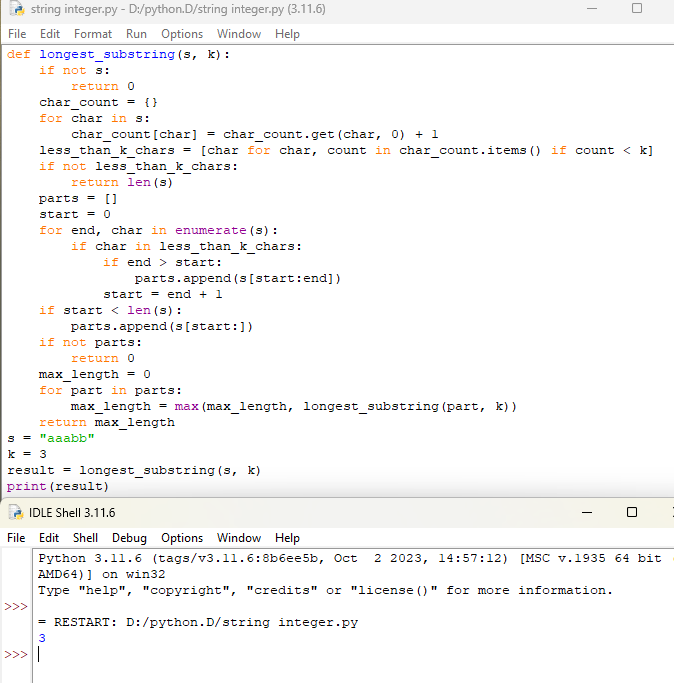 string integer.py - D:/python.D/string integer.py (3.11.6)
File Edit Format Run Options Window Help
def longest_substring(s, k):
    if not s:
        return 0
    char_count = {}
    for char in s:
        char_count[char] = char_count.get(char, 0) + 1
    less_than_k_chars = [char for char, count in char_count.items() if count < k]
    if not less_than_k_chars:
        return len(s)
    parts = []
    start = 0
    for end, char in enumerate(s):
        if char in less_than_k_chars:
            if end > start:
                parts.append(s[start:end])
            start = end + 1
    if start < len(s):
        parts.append(s[start:])
    if not parts:
        return 0
    max_length = 0
    for part in parts:
        max_length = max(max_length, longest_substring(part, k))
    return max_length
s = "aaabb"
k = 3
result = longest_substring(s, k)
print(result)
IDLE Shell 3.11.6
File Edit Shell Debug Options Window Help
Python 3.11.6 (tags/v3.11.6:8b6ee5b, Oct  2 2023, 14:57:12) [MSC v.1935 64 bit
AMD64)] on win32
Type "help", "copyright", "credits" or "license()" for more information.
>>>
= RESTART: D:/python.D/string integer.py
3
>>>